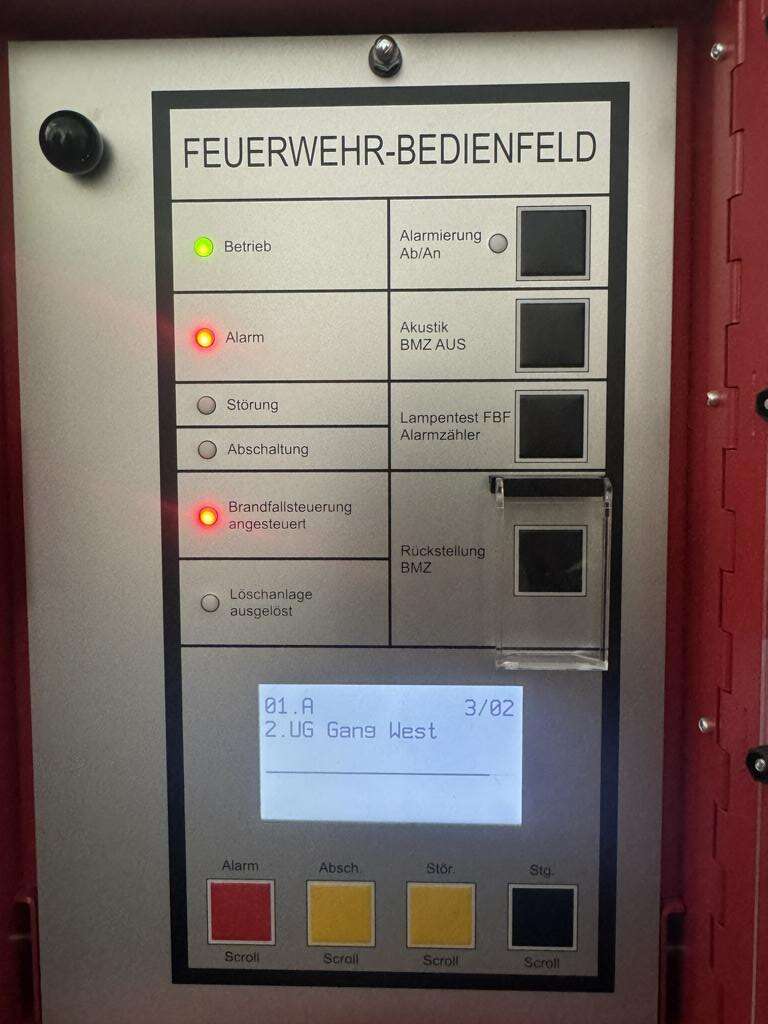 FEUERWEHR-BEDIENFELD
Betrieb
Alarmierung
Ab/An
Alarm
Akustik
BMZ AUS
Störung
Abschaltung
Lampentest FBF
Alarmzähler
Brandfallsteuerung
angesteuert
Rückstellung
BMZ
Löschanlage
ausgelöst
01.A 3/02
2.UG Gang West
Alarm Absch. Stör. Stg.
Scroll Scroll Scroll Scroll